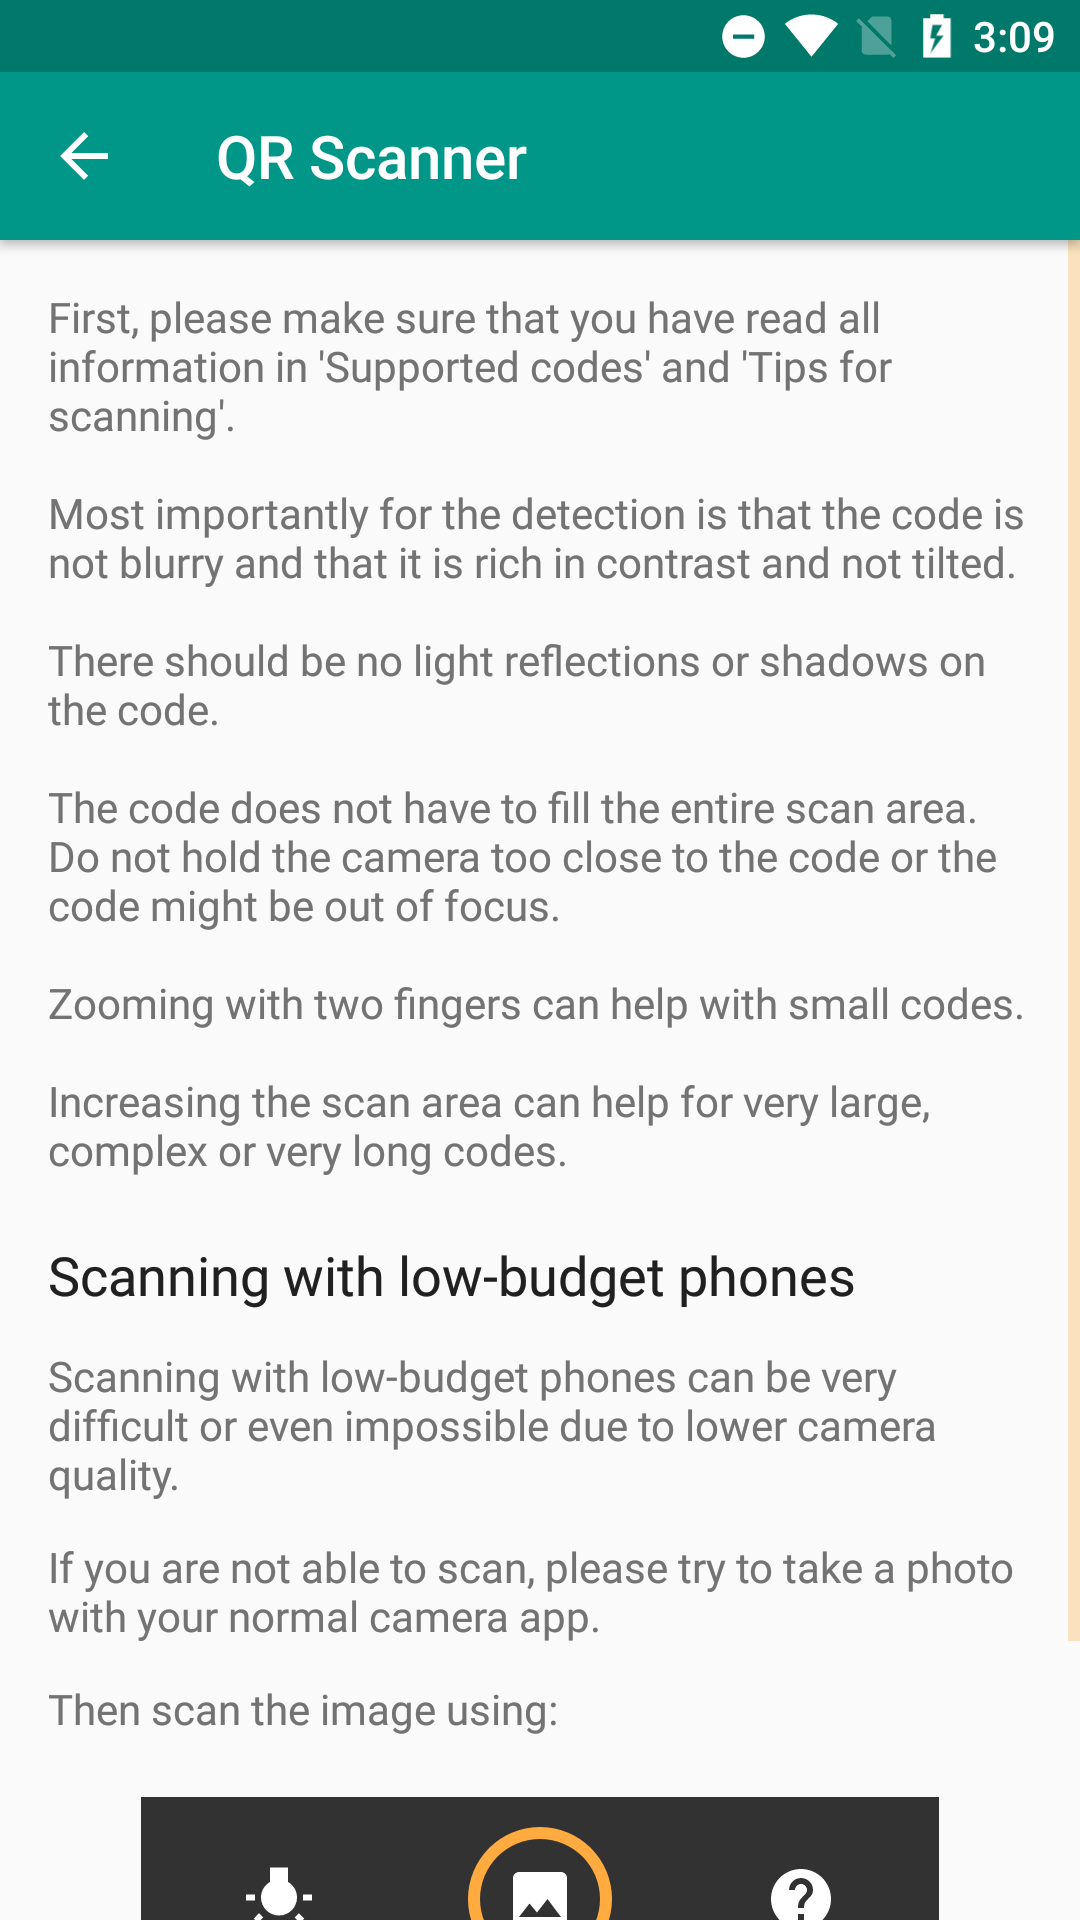 3:09
QR Scanner
First, please make sure that you have read all
information in 'Supported codes' and 'Tips for
scanning'.
Most importantly for the detection is that the code is
not blurry and that it is rich in contrast and not tilted.
There should be no light reflections or shadows on
the code.
The code does not have to fill the entire scan area.
Do not hold the camera too close to the code or the
code might be out of focus.
Zooming with two fingers can help with small codes.
Increasing the scan area can help for very large,
complex or very long codes.
Scanning with low-budget phones
Scanning with low-budget phones can be very
difficult or even impossible due to lower camera
quality.
If you are not able to scan, please try to take a photo
with your normal camera app.
Then scan the image using: